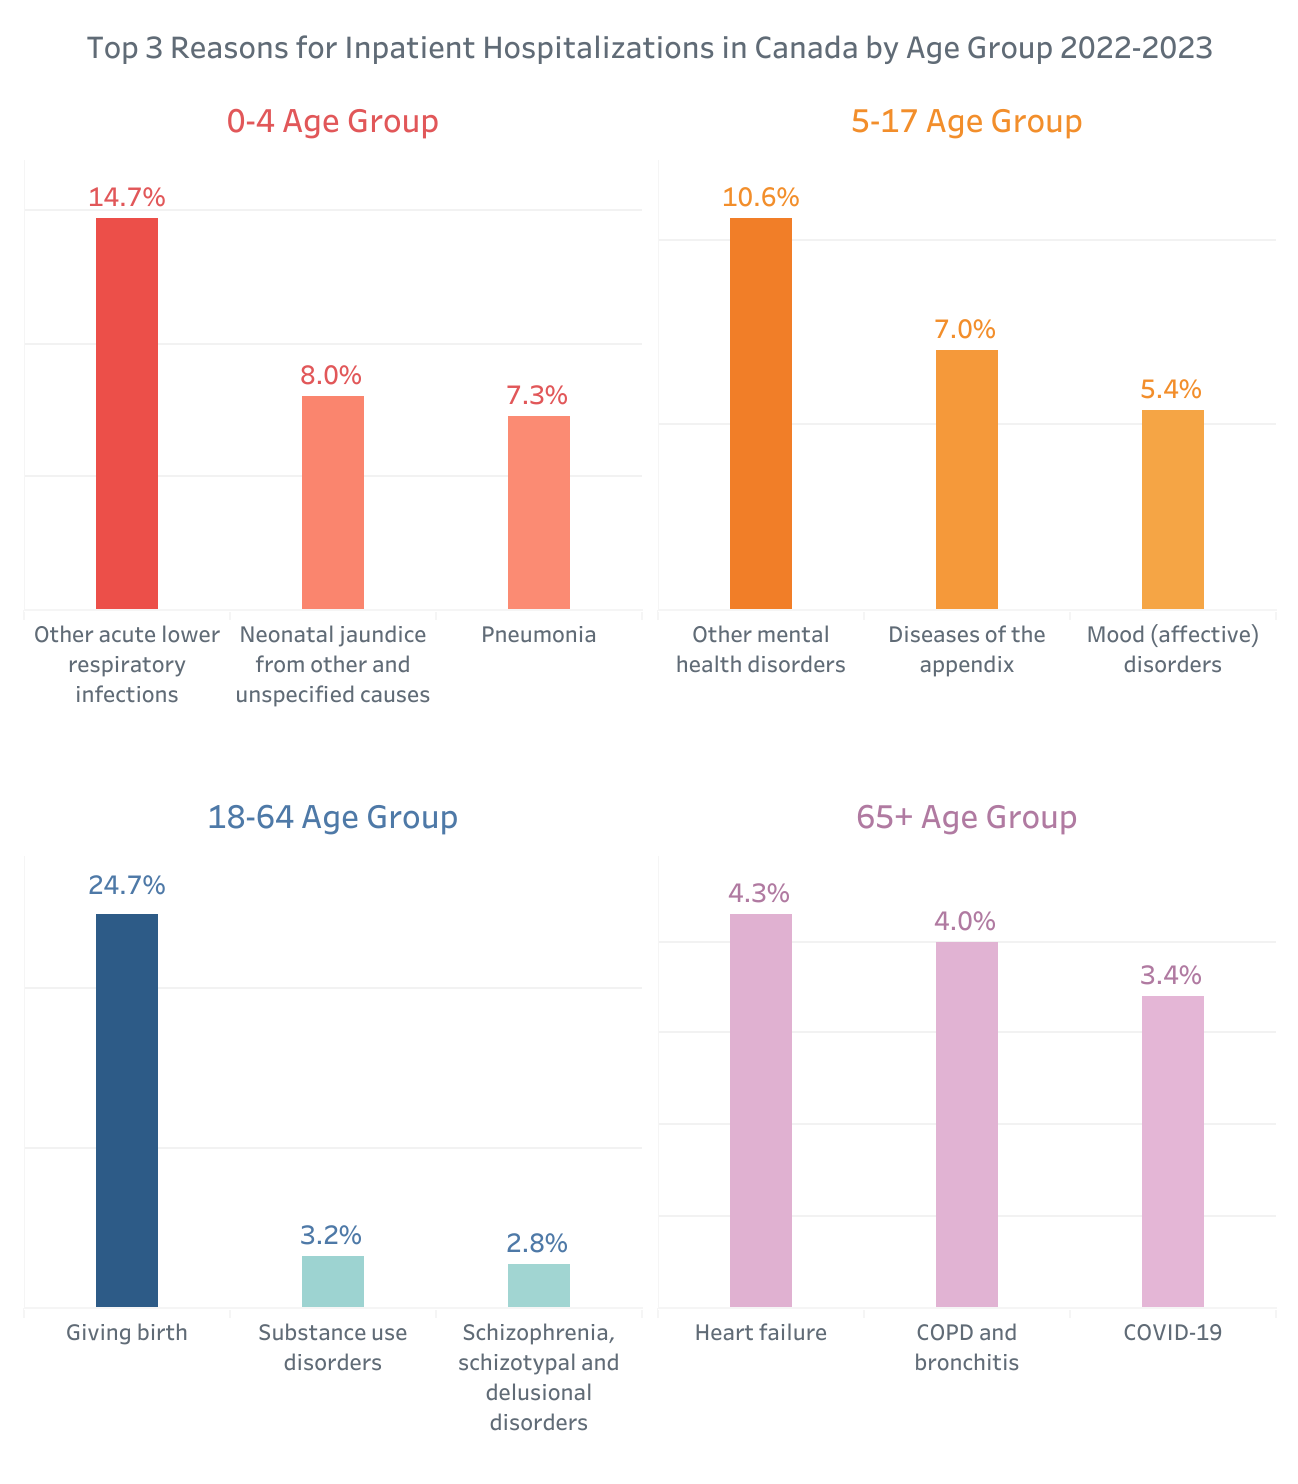 Top 3 Reasons for Inpatient Hospitalizations in Canada by Age Group 2022-2023
0-4 Age Group
14.7%
8.0%
7.3%
Other acute lower
respiratory
infections
Neonatal jaundice
from other and
unspecified causes
Pneumonia
5-17 Age Group
10.6%
7.0%
5.4%
Other mental
health disorders
Diseases of the
appendix
Mood (affective)
disorders
18-64 Age Group
24.7%
3.2%
2.8%
Giving birth
Substance use
disorders
Schizophrenia,
schizotypal and
delusional
disorders
65+ Age Group
4.3%
4.0%
3.4%
Heart failure
COPD and
bronchitis
COVID-19